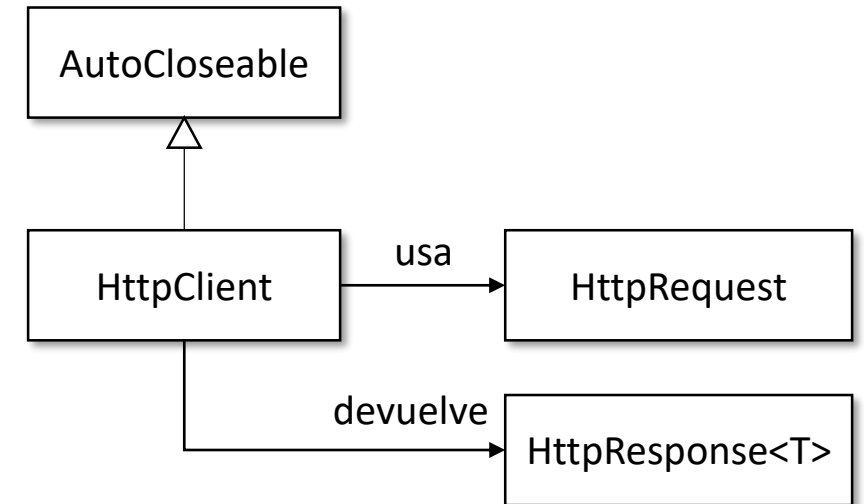 AutoCloseable
HttpClient
usa
HttpRequest
devuelve
HttpResponse<T>